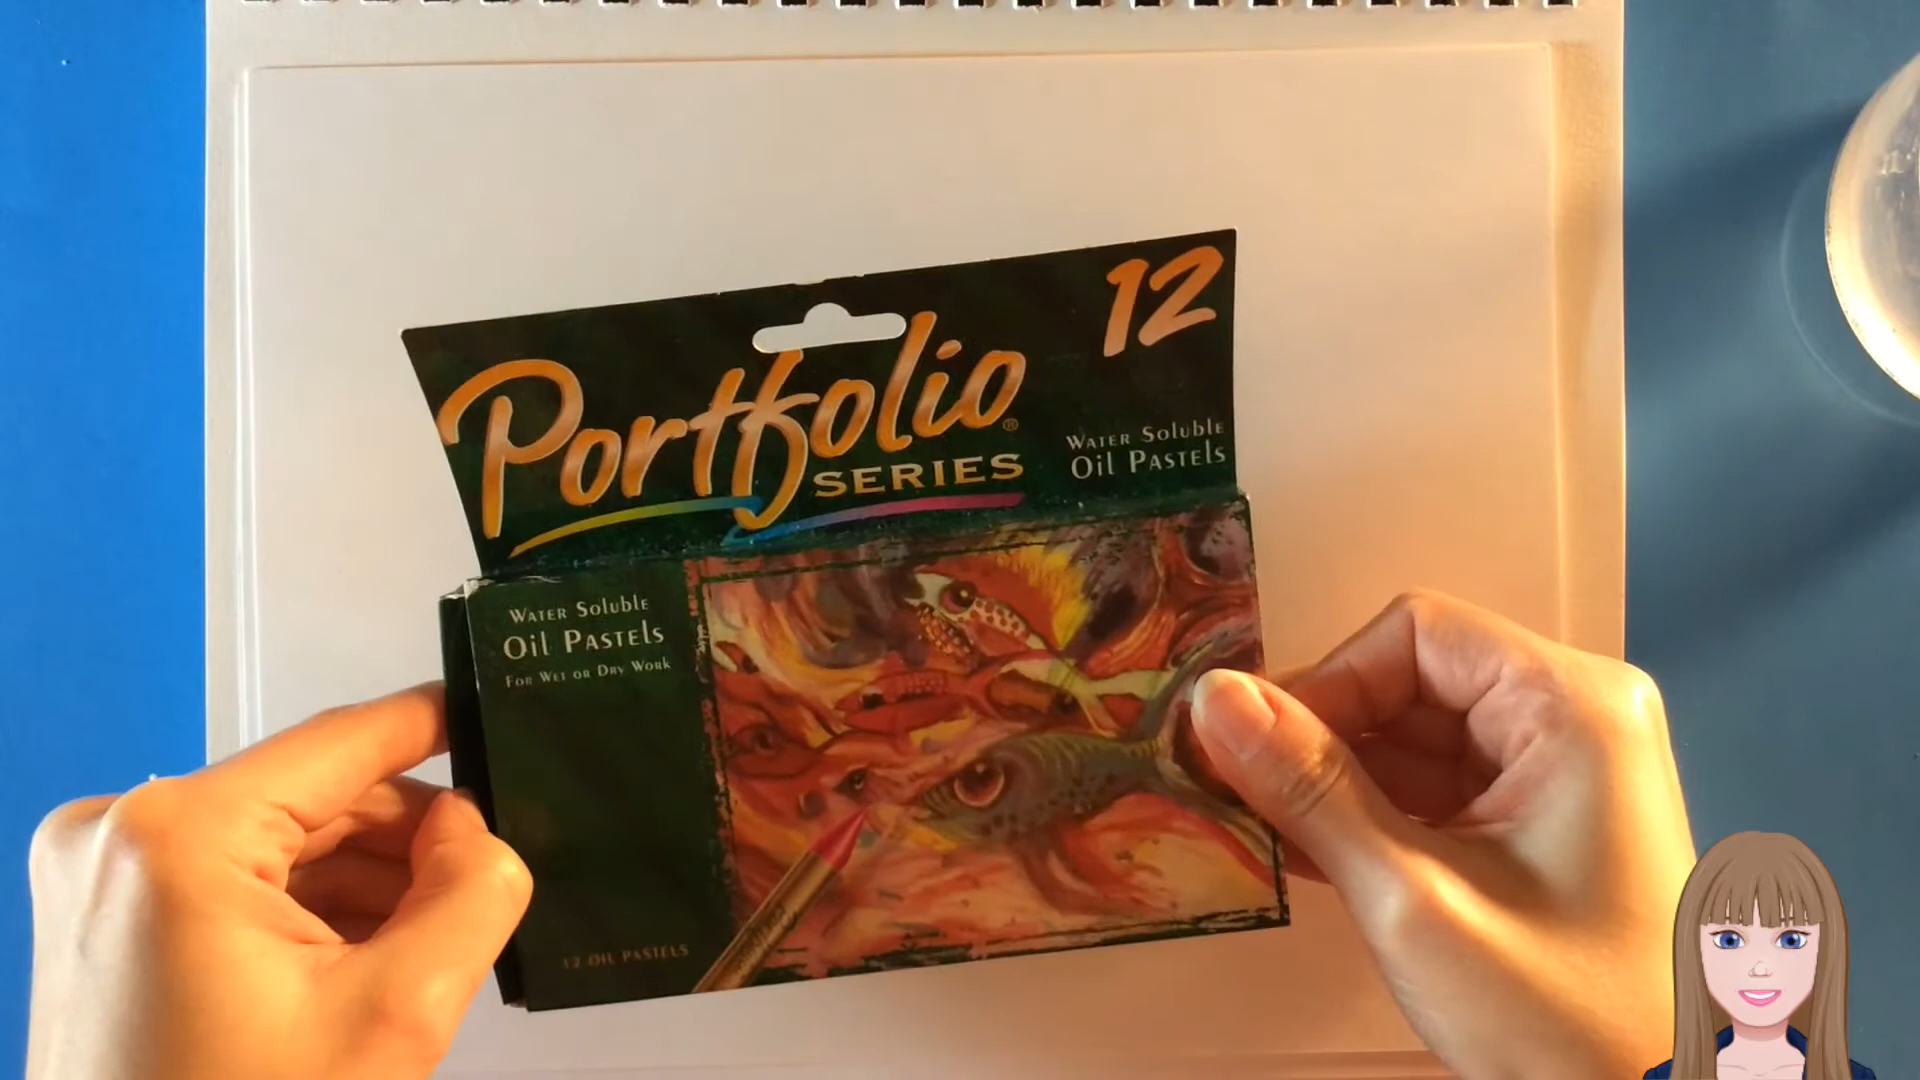 12
Portfolio®
SERIES
Water Soluble
Oil Pastels
Water Soluble
Oil Pastels
For Wet or Dry Work
12 Oil Pastels